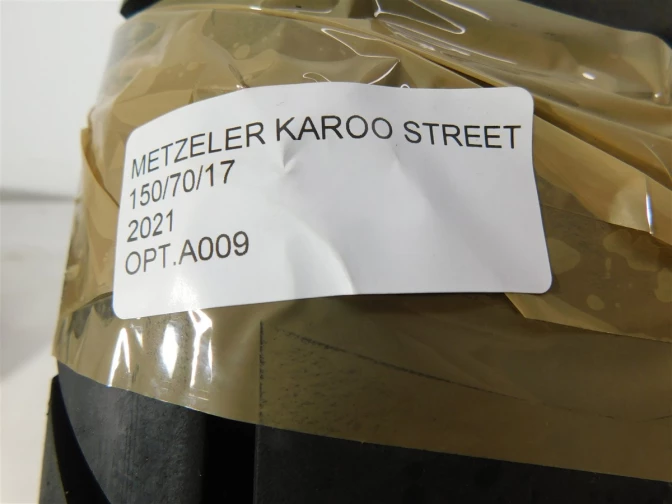 METZELER KAROO STREET
150/70/17
2021
OPT.A009